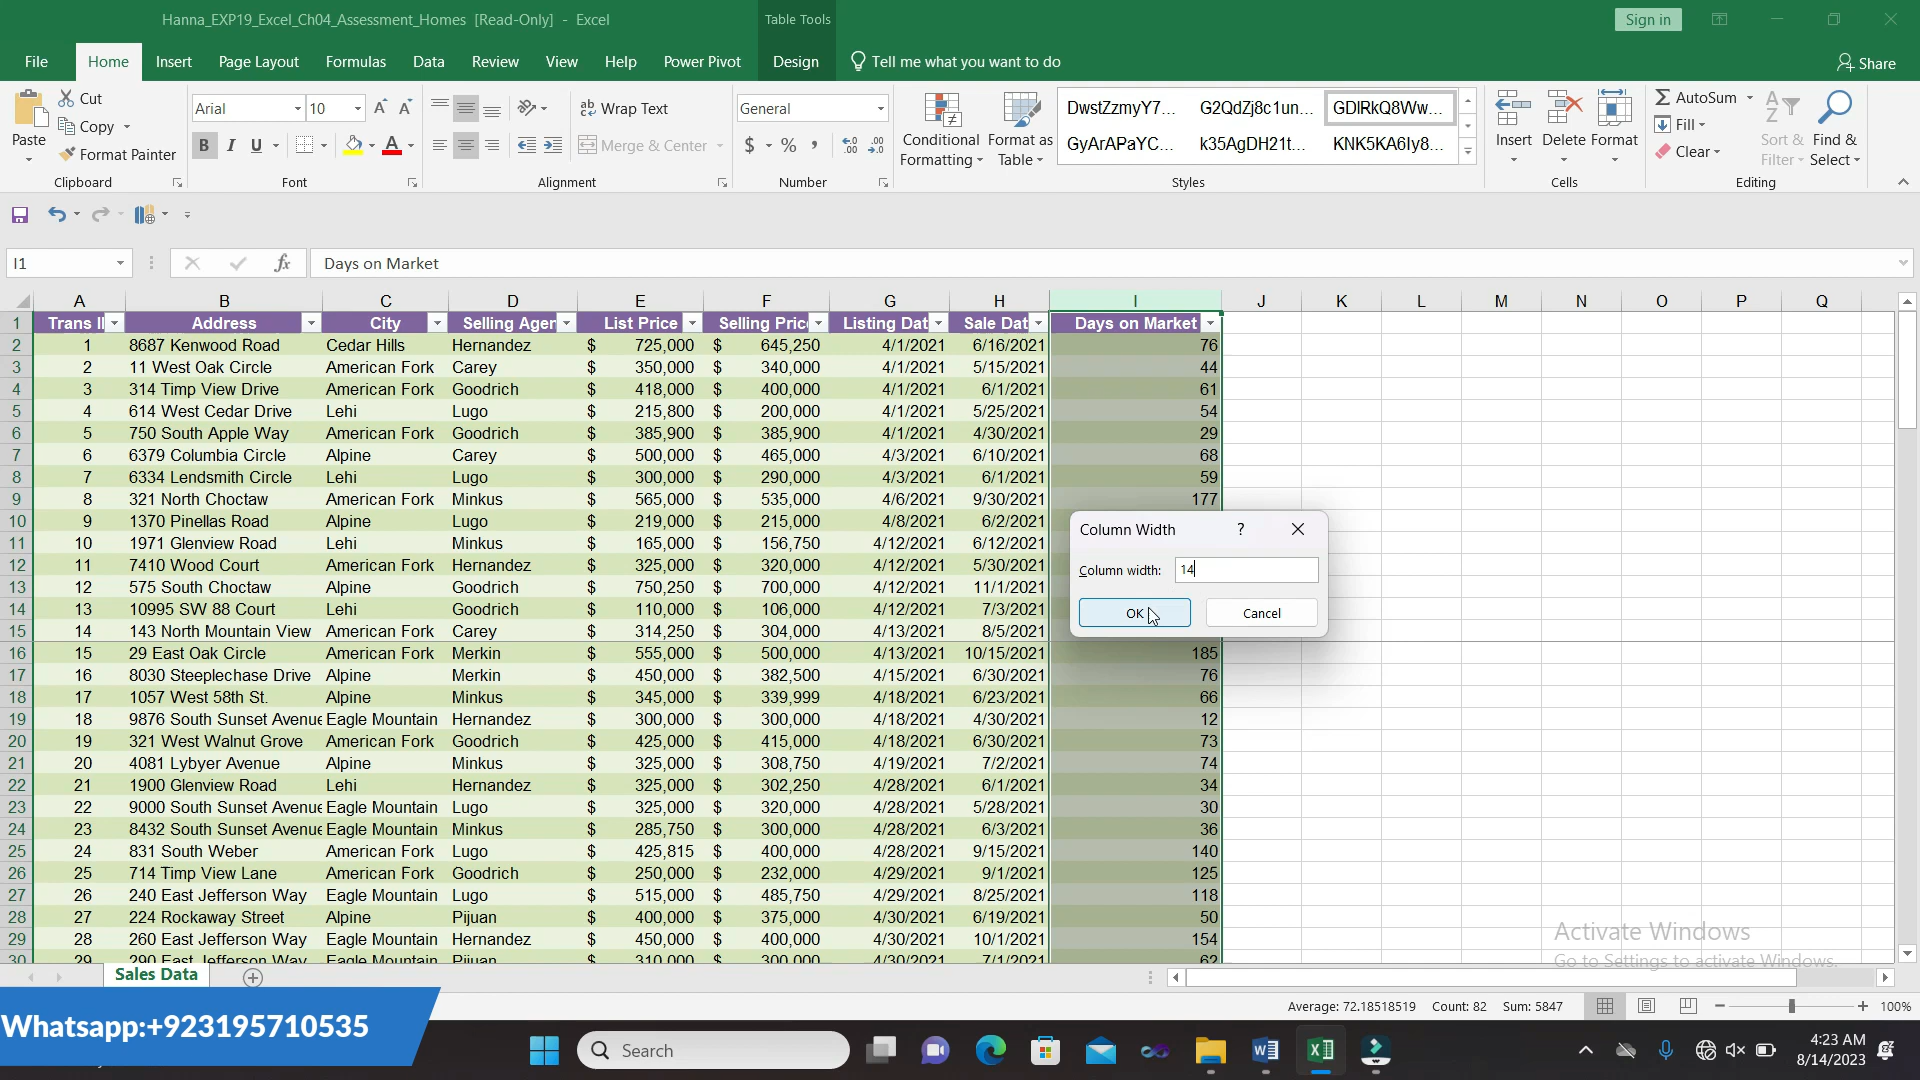 Hanna_EXP19_Excel_Ch04_Assessment_Homes [Read-Only] - Excel
Table Tools
Sign in
File Home Insert Page Layout Formulas Data Review View Help Power Pivot Design Tell me what you want to do Share
Paste
Cut
Copy
Format Painter
Clipboard
Arial 10
B I U
Font
Wrap Text
Merge & Center
Alignment
General
$ % ,
Number
Conditional Formatting
Format as Table
DwstZzmyY7... G2QdZj8c1un... GDlRkQ8Ww...
GyArAPaYC... k35AgDH21t... KNK5KA6Iy8...
Styles
Insert Delete Format
Cells
AutoSum
Fill
Clear
Sort & Filter
Find & Select
Editing
I1 fx Days on Market
A B C D E F G H I J K L M N O P Q
1 Trans I Address City Selling Ager List Price Selling Pric Listing Dat Sale Dat Days on Market
2 1 8687 Kenwood Road Cedar Hills Hernandez $ 725,000 $ 645,250 4/1/2021 6/16/2021 76
3 2 11 West Oak Circle American Fork Carey $ 350,000 $ 340,000 4/1/2021 5/15/2021 44
4 3 314 Timp View Drive American Fork Goodrich $ 418,000 $ 400,000 4/1/2021 6/1/2021 61
5 4 614 West Cedar Drive Lehi Lugo $ 215,800 $ 200,000 4/1/2021 5/25/2021 54
6 5 750 South Apple Way American Fork Goodrich $ 385,900 $ 385,900 4/1/2021 4/30/2021 29
7 6 6379 Columbia Circle Alpine Carey $ 500,000 $ 465,000 4/3/2021 6/10/2021 68
8 7 6334 Lendsmith Circle Lehi Lugo $ 300,000 $ 290,000 4/3/2021 6/1/2021 59
9 8 321 North Choctaw American Fork Minkus $ 565,000 $ 535,000 4/6/2021 9/30/2021 177
10 9 1370 Pinellas Road Alpine Lugo $ 219,000 $ 215,000 4/8/2021 6/2/2021
11 10 1971 Glenview Road Lehi Minkus $ 165,000 $ 156,750 4/12/2021 6/12/2021
12 11 7410 Wood Court American Fork Hernandez $ 325,000 $ 320,000 4/12/2021 5/30/2021
13 12 575 South Choctaw Alpine Goodrich $ 750,250 $ 700,000 4/12/2021 11/1/2021
14 13 10995 SW 88 Court Lehi Goodrich $ 110,000 $ 106,000 4/12/2021 7/3/2021
15 14 143 North Mountain View American Fork Carey $ 314,250 $ 304,000 4/13/2021 8/5/2021
16 15 29 East Oak Circle American Fork Merkin $ 555,000 $ 500,000 4/13/2021 10/15/2021 185
17 16 8030 Steeplechase Drive Alpine Merkin $ 450,000 $ 382,500 4/15/2021 6/30/2021 76
18 17 1057 West 58th St. Alpine Minkus $ 345,000 $ 339,999 4/18/2021 6/23/2021 66
19 18 9876 South Sunset Avenu Eagle Mountain Hernandez $ 300,000 $ 300,000 4/18/2021 4/30/2021 12
20 19 321 West Walnut Grove American Fork Goodrich $ 425,000 $ 415,000 4/18/2021 6/30/2021 73
21 20 4081 Lybyer Avenue Alpine Minkus $ 325,000 $ 308,750 4/19/2021 7/2/2021 74
22 21 1900 Glenview Road Lehi Hernandez $ 325,000 $ 302,250 4/28/2021 6/1/2021 34
23 22 9000 South Sunset Avenu Eagle Mountain Lugo $ 325,000 $ 320,000 4/28/2021 5/28/2021 30
24 23 8432 South Sunset Avenu Eagle Mountain Minkus $ 285,750 $ 300,000 4/28/2021 6/3/2021 36
25 24 831 South Weber American Fork Lugo $ 425,815 $ 400,000 4/28/2021 9/15/2021 140
26 25 714 Timp View Lane American Fork Goodrich $ 250,000 $ 232,000 4/29/2021 9/1/2021 125
27 26 240 East Jefferson Way Eagle Mountain Lugo $ 515,000 $ 485,750 4/29/2021 8/25/2021 118
28 27 224 Rockaway Street Alpine Pijuan $ 400,000 $ 375,000 4/30/2021 6/19/2021 50
29 28 260 East Jefferson Way Eagle Mountain Hernandez $ 450,000 $ 400,000 4/30/2021 10/1/2021 154
30 29 290 East Jefferson Way Eagle Mountain Pijuan $ 310,000 $ 300,000 4/30/2021 7/1/2021 62
Column Width ?
Column width: 14
OK Cancel
Activate Windows
Go to Settings to activate Windows.
Sales Data
Average: 72.18518519 Count: 82 Sum: 5847 100%
Whatsapp:+923195710535
Search
4:23 AM
8/14/2023